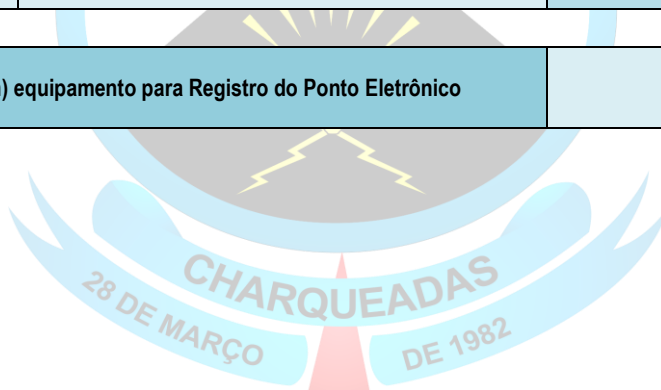 ) equipamento para Registro do Ponto Eletrônico
CHARQUEADAS
28 DE MARÇO DE 1982